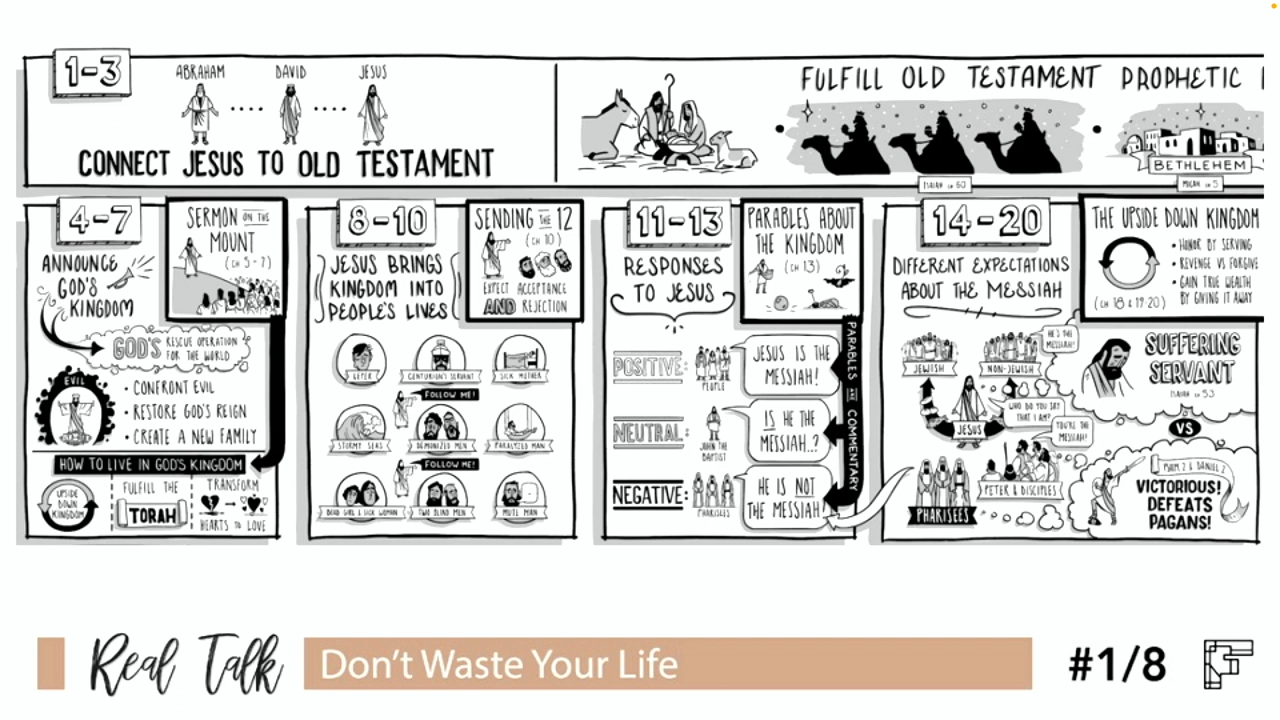 1-3
ABRAHAM
DAVID
JESUS
CONNECT JESUS TO OLD TESTAMENT
FULFILL OLD TESTAMENT PROPHETIC
BETHLEHEM
ISAIAH CH 60
MICAH CH 5
4-7
ANNOUNCE
GOD'S
KINGDOM
SERMON ON THE
MOUNT
(CH 5-7)
GOD'S RESCUE OPERATION
FOR THE WORLD
EVIL
• CONFRONT EVIL
• RESTORE GOD'S REIGN
• CREATE A NEW FAMILY
HOW TO LIVE IN GOD'S KINGDOM
UPSIDE
DOWN
KINGDOM
FULFILL THE
TORAH
TRANSFORM
HEARTS TO LOVE
8-10
JESUS BRINGS
KINGDOM INTO
PEOPLE'S LIVES
SENDING THE 12
(CH 10)
EXPECT ACCEPTANCE
AND REJECTION
LEPER
CENTURION'S SERVANT
SICK MOTHER
FOLLOW ME!
STORMY SEAS
DEMONIZED MEN
PARALYZED MAN
FOLLOW ME!
DEAD GIRL & SICK WOMAN
TWO BLIND MEN
MUTE MAN
11-13
RESPONSES
TO JESUS
PARABLES ABOUT
THE KINGDOM
(CH 13)
PARABLES ARE COMMENTARY
POSITIVE:
PEOPLE
JESUS IS THE
MESSIAH!
NEUTRAL:
JOHN THE
BAPTIST
IS HE THE
MESSIAH..?
NEGATIVE:
PHARISEES
HE IS NOT
THE MESSIAH!
14-20
DIFFERENT EXPECTATIONS
ABOUT THE MESSIAH
THE UPSIDE DOWN KINGDOM
• HONOR BY SERVING
• REVENGE VS FORGIVE
• GAIN TRUE WEALTH
BY GIVING IT AWAY
(CH 18 & 19-20)
JEWISH
NON-JEWISH
HE'S THE
MESSIAH!
JESUS
WHO DO YOU SAY
THAT I AM?
YOU'RE THE
MESSIAH!
PETER & DISCIPLES
PHARISEES
SUFFERING
SERVANT
ISAIAH CH 53
VS
PSALM 2 & DANIEL 2
VICTORIOUS!
DEFEATS
PAGANS!
Real Talk
Don't Waste Your Life
#1/8